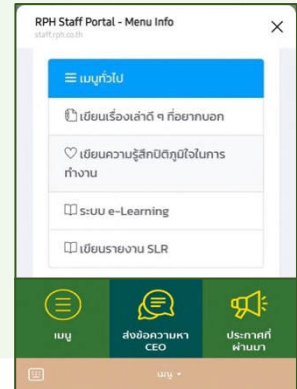 RPH Staff Portal - Menu Info
staff.rph.co.th
เมนูทั่วไป
เขียนเรื่องเล่าดี ๆ ที่อยากบอก
เขียนความรู้สึกปิติภูมิใจในการ
ทำงาน
ระบบ e-Learning
เขียนรายงาน SLR
เมนู
ส่งข้อความหา
CEO
ประกาศที่
ผ่านมา
เมนู